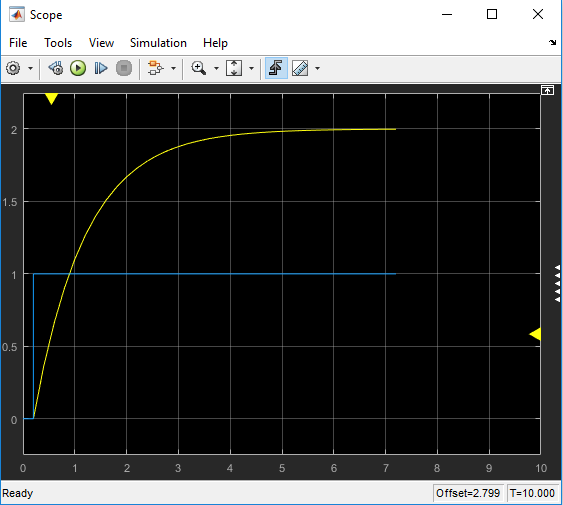 Scope
File Tools View Simulation Help
2
1.5
1
0.5
0
0 1 2 3 4 5 6 7 8 9 10
Ready Offset=2.799 T=10.000